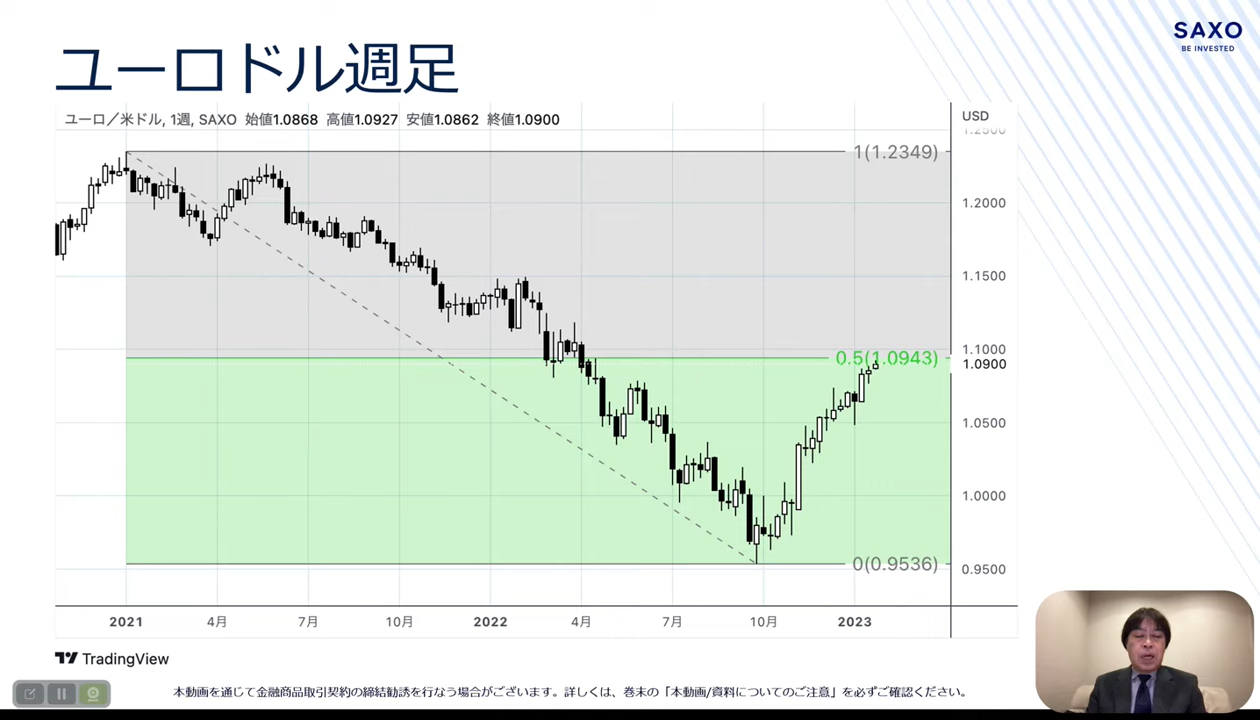 SAXO
BE INVESTED
ユーロドル週足
ユーロ／米ドル, 1週, SAXO 始値1.0868 高値1.0927 安値1.0862 終値1.0900
USD
1.2500
1(1.2349)
1.2000
1.1500
1.1000
0.5(1.0943)
1.0900
1.0500
1.0000
0(0.9536)
0.9500
2021 4月 7月 10月 2022 4月 7月 10月 2023
TradingView
本動画を通じて金融商品取引契約の締結勧誘を行なう場合がございます。詳しくは、巻末の「本動画/資料についてのご注意」を必ずご確認ください。